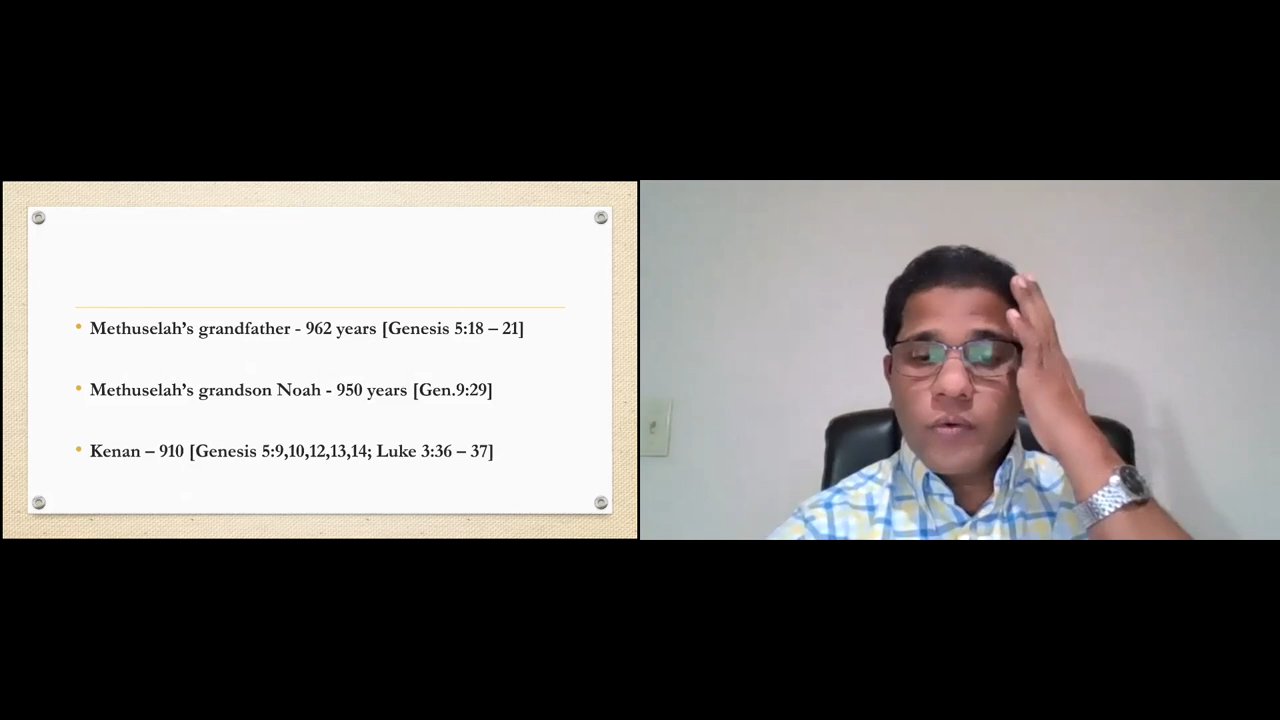 Methuselah’s grandfather - 962 years [Genesis 5:18 – 21]
Methuselah’s grandson Noah - 950 years [Gen.9:29]
Kenan – 910 [Genesis 5:9,10,12,13,14; Luke 3:36 – 37]